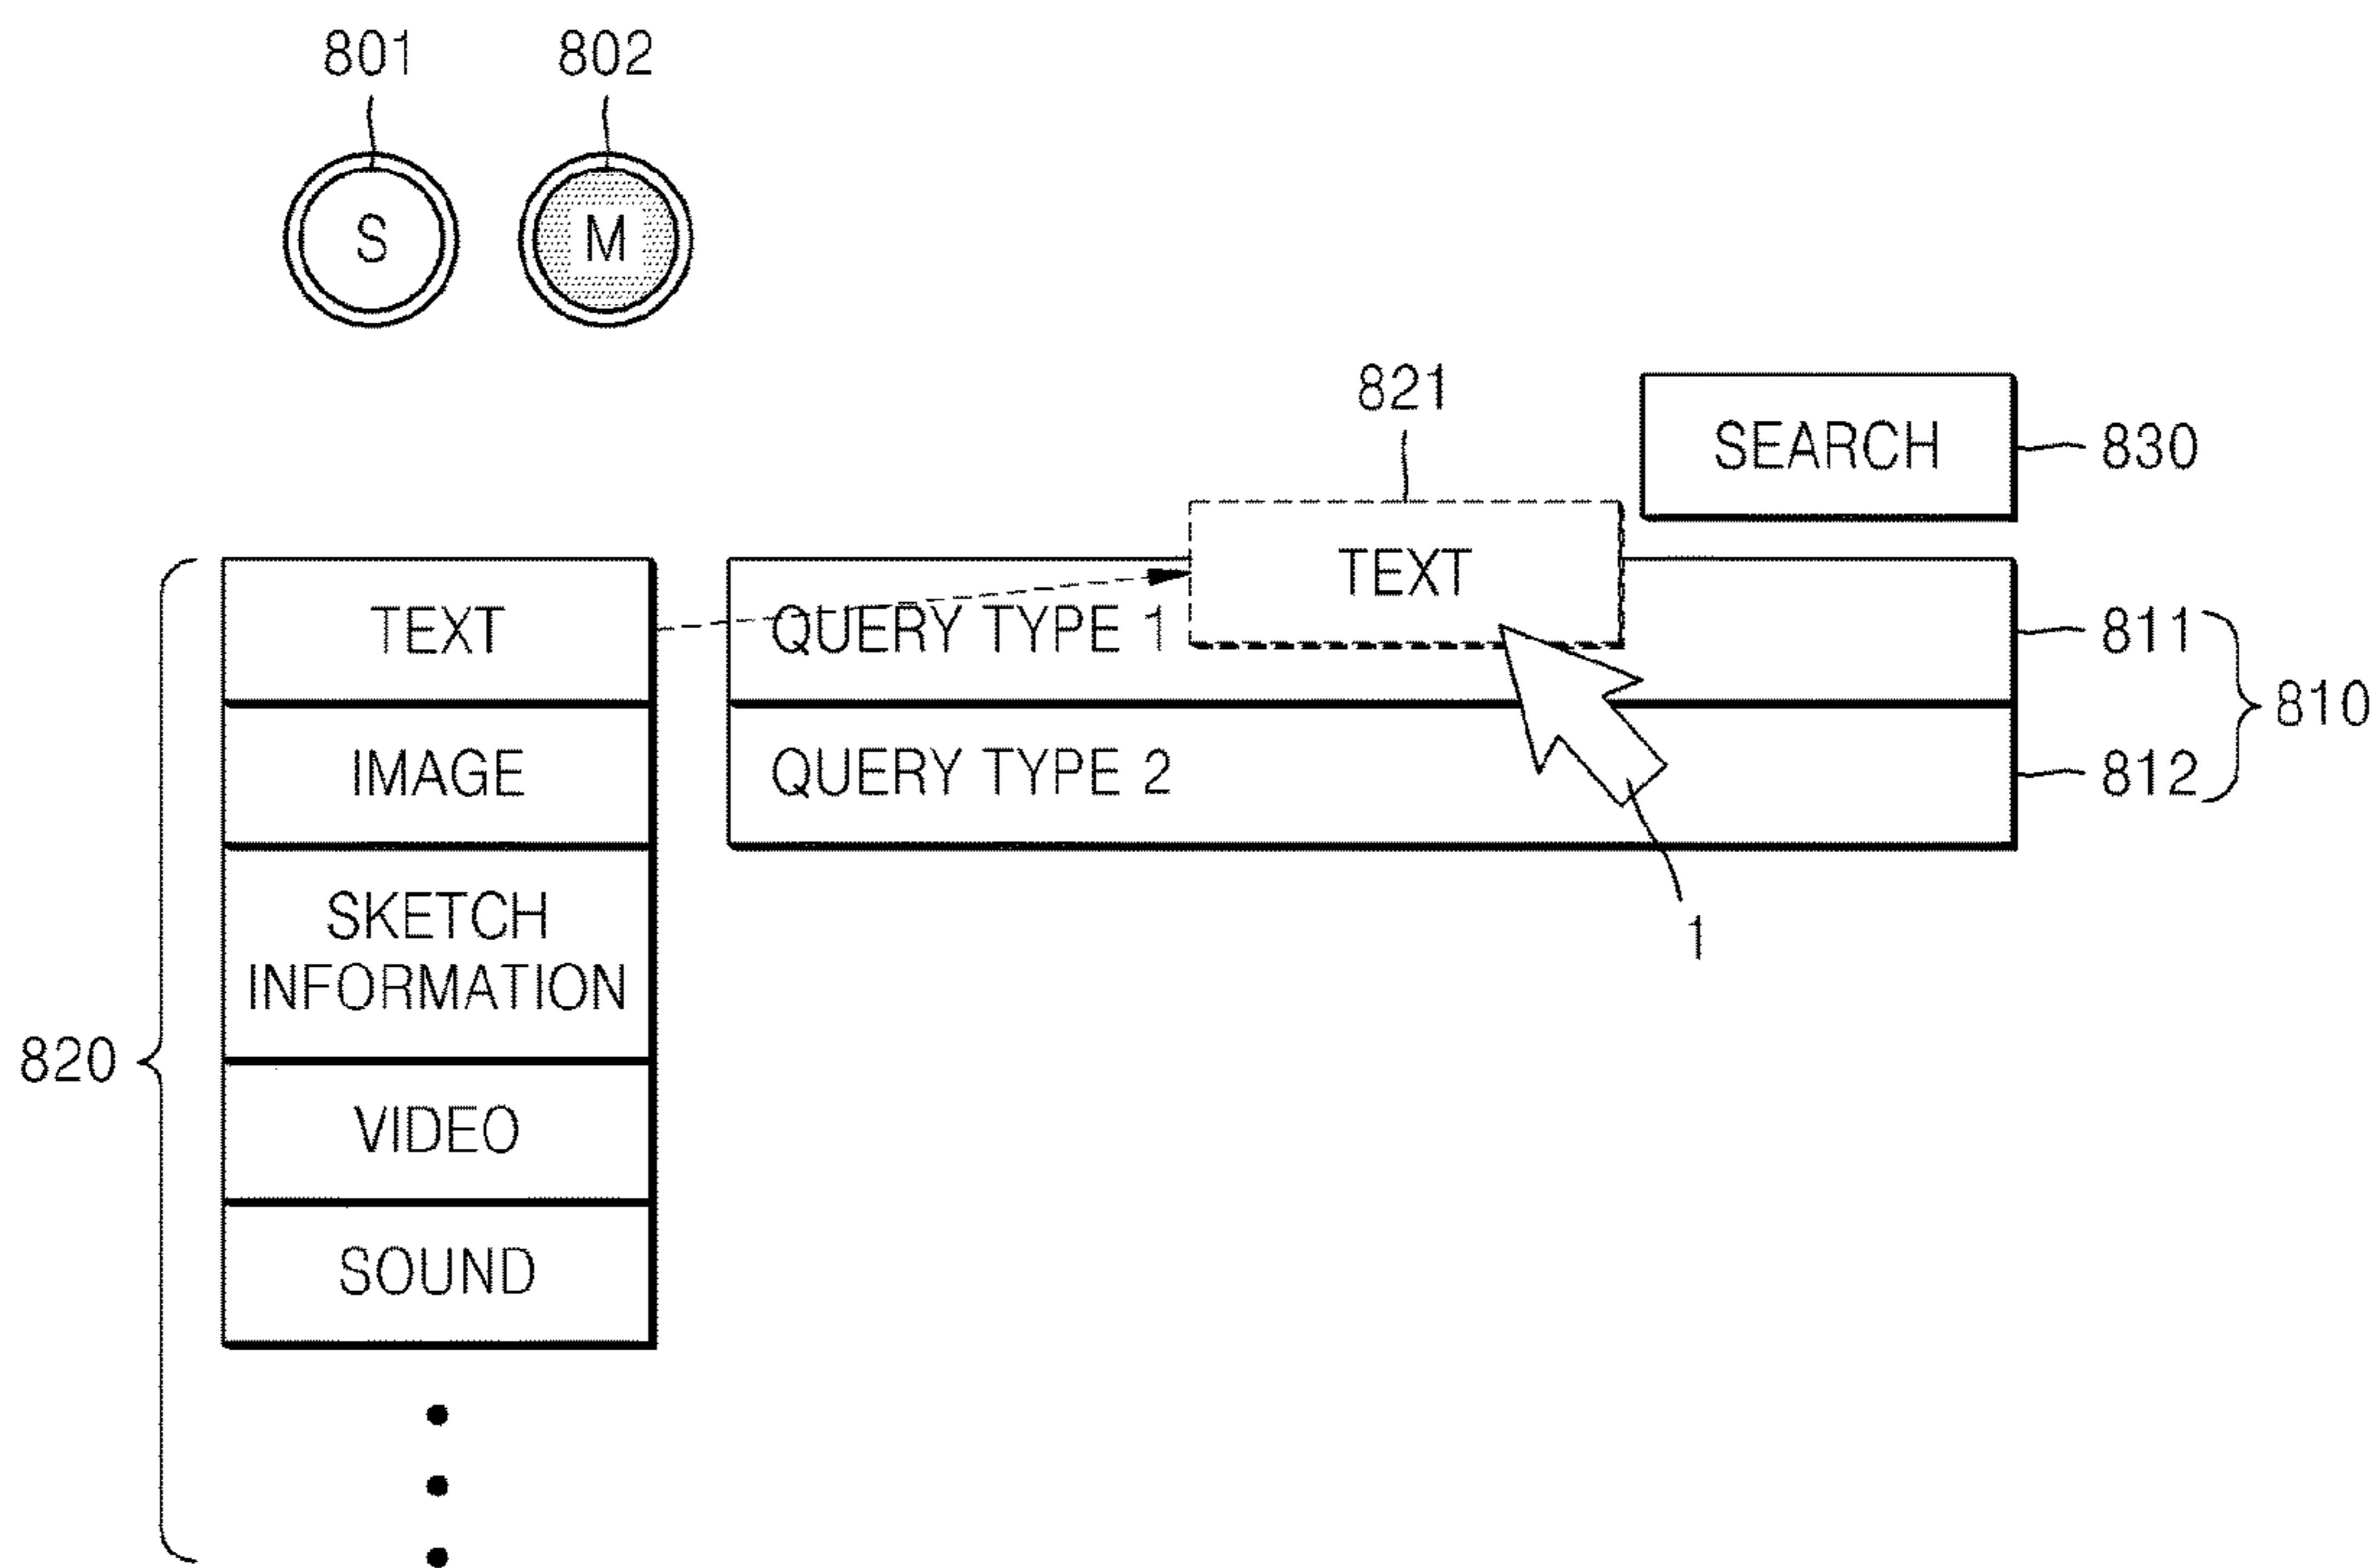 801 802
S M
821
SEARCH 830
TEXT
TEXT QUERY TYPE 1 811
810
IMAGE QUERY TYPE 2 812
SKETCH
INFORMATION
1
820
VIDEO
SOUND